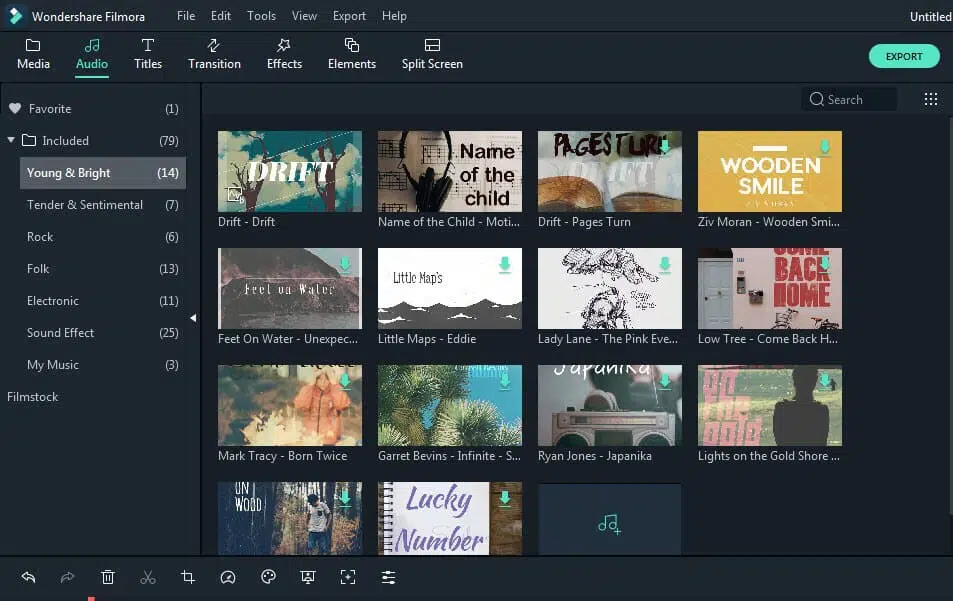 Wondershare Filmora File Edit Tools View Export Help Untitled
Media Audio Titles Transition Effects Elements Split Screen EXPORT
Search
Favorite (1)
Included (79)
Young & Bright (14)
Tender & Sentimental (7)
Rock (6)
Folk (13)
Electronic (11)
Sound Effect (25)
My Music (3)
Filmstock
DRIFT
Name
of the
child
PAGES TURN
DRIFT
WOODEN
SMILE
ZIV MORAN
Drift - Drift
Name of the Child - Moti...
Drift - Pages Turn
Ziv Moran - Wooden Smi...
Feet on Water
Little Map's
COME
BACK
HOME
Feet On Water - Unexpec...
Little Maps - Eddie
Lady Lane - The Pink Eve...
Low Tree - Come Back H...
Japanika
Mark Tracy - Born Twice
Garret Bevins - Infinite - S...
Ryan Jones - Japanika
Lights on the Gold Shore ...
ON
WOOD
Lucky
Number